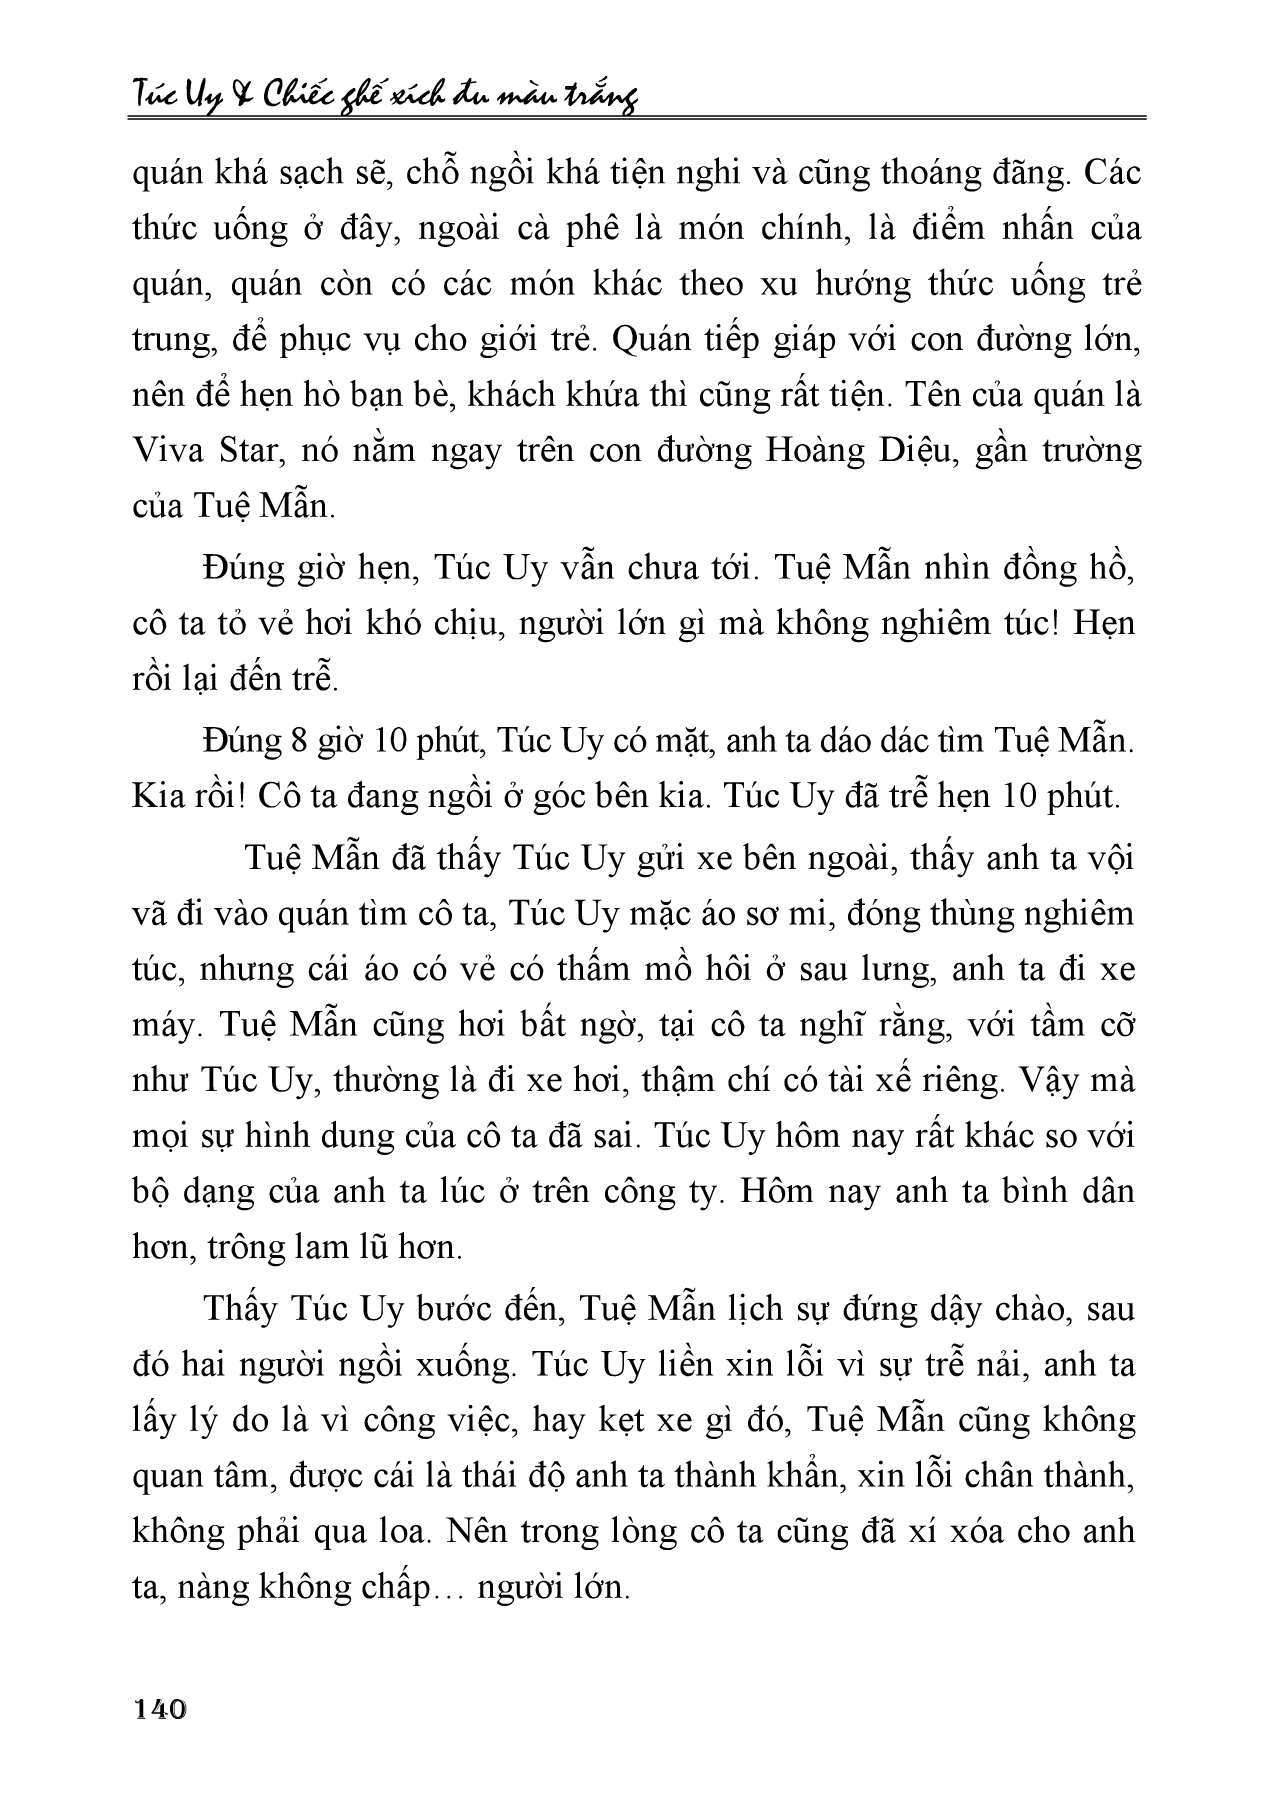 Túc Uy & Chiếc ghế xích đu màu trắng
quán khá sạch sẽ, chỗ ngồi khá tiện nghi và cũng thoáng đãng. Các
thức uống ở đây, ngoài cà phê là món chính, là điểm nhấn của
quán, quán còn có các món khác theo xu hướng thức uống trẻ
trung, để phục vụ cho giới trẻ. Quán tiếp giáp với con đường lớn,
nên để hẹn hò bạn bè, khách khứa thì cũng rất tiện. Tên của quán là
Viva Star, nó nằm ngay trên con đường Hoàng Diệu, gần trường
của Tuệ Mẫn.
Đúng giờ hẹn, Túc Uy vẫn chưa tới. Tuệ Mẫn nhìn đồng hồ,
cô ta tỏ vẻ hơi khó chịu, người lớn gì mà không nghiêm túc! Hẹn
rồi lại đến trễ.
Đúng 8 giờ 10 phút, Túc Uy có mặt, anh ta dáo dác tìm Tuệ Mẫn.
Kia rồi! Cô ta đang ngồi ở góc bên kia. Túc Uy đã trễ hẹn 10 phút.
Tuệ Mẫn đã thấy Túc Uy gửi xe bên ngoài, thấy anh ta vội
vã đi vào quán tìm cô ta, Túc Uy mặc áo sơ mi, đóng thùng nghiêm
túc, nhưng cái áo có vẻ có thấm mồ hôi ở sau lưng, anh ta đi xe
máy. Tuệ Mẫn cũng hơi bất ngờ, tại cô ta nghĩ rằng, với tầm cỡ
như Túc Uy, thường là đi xe hơi, thậm chí có tài xế riêng. Vậy mà
mọi sự hình dung của cô ta đã sai. Túc Uy hôm nay rất khác so với
bộ dạng của anh ta lúc ở trên công ty. Hôm nay anh ta bình dân
hơn, trông lam lũ hơn.
Thấy Túc Uy bước đến, Tuệ Mẫn lịch sự đứng dậy chào, sau
đó hai người ngồi xuống. Túc Uy liền xin lỗi vì sự trễ nải, anh ta
lấy lý do là vì công việc, hay kẹt xe gì đó, Tuệ Mẫn cũng không
quan tâm, được cái là thái độ anh ta thành khẩn, xin lỗi chân thành,
không phải qua loa. Nên trong lòng cô ta cũng đã xí xóa cho anh
ta, nàng không chấp… người lớn.
140